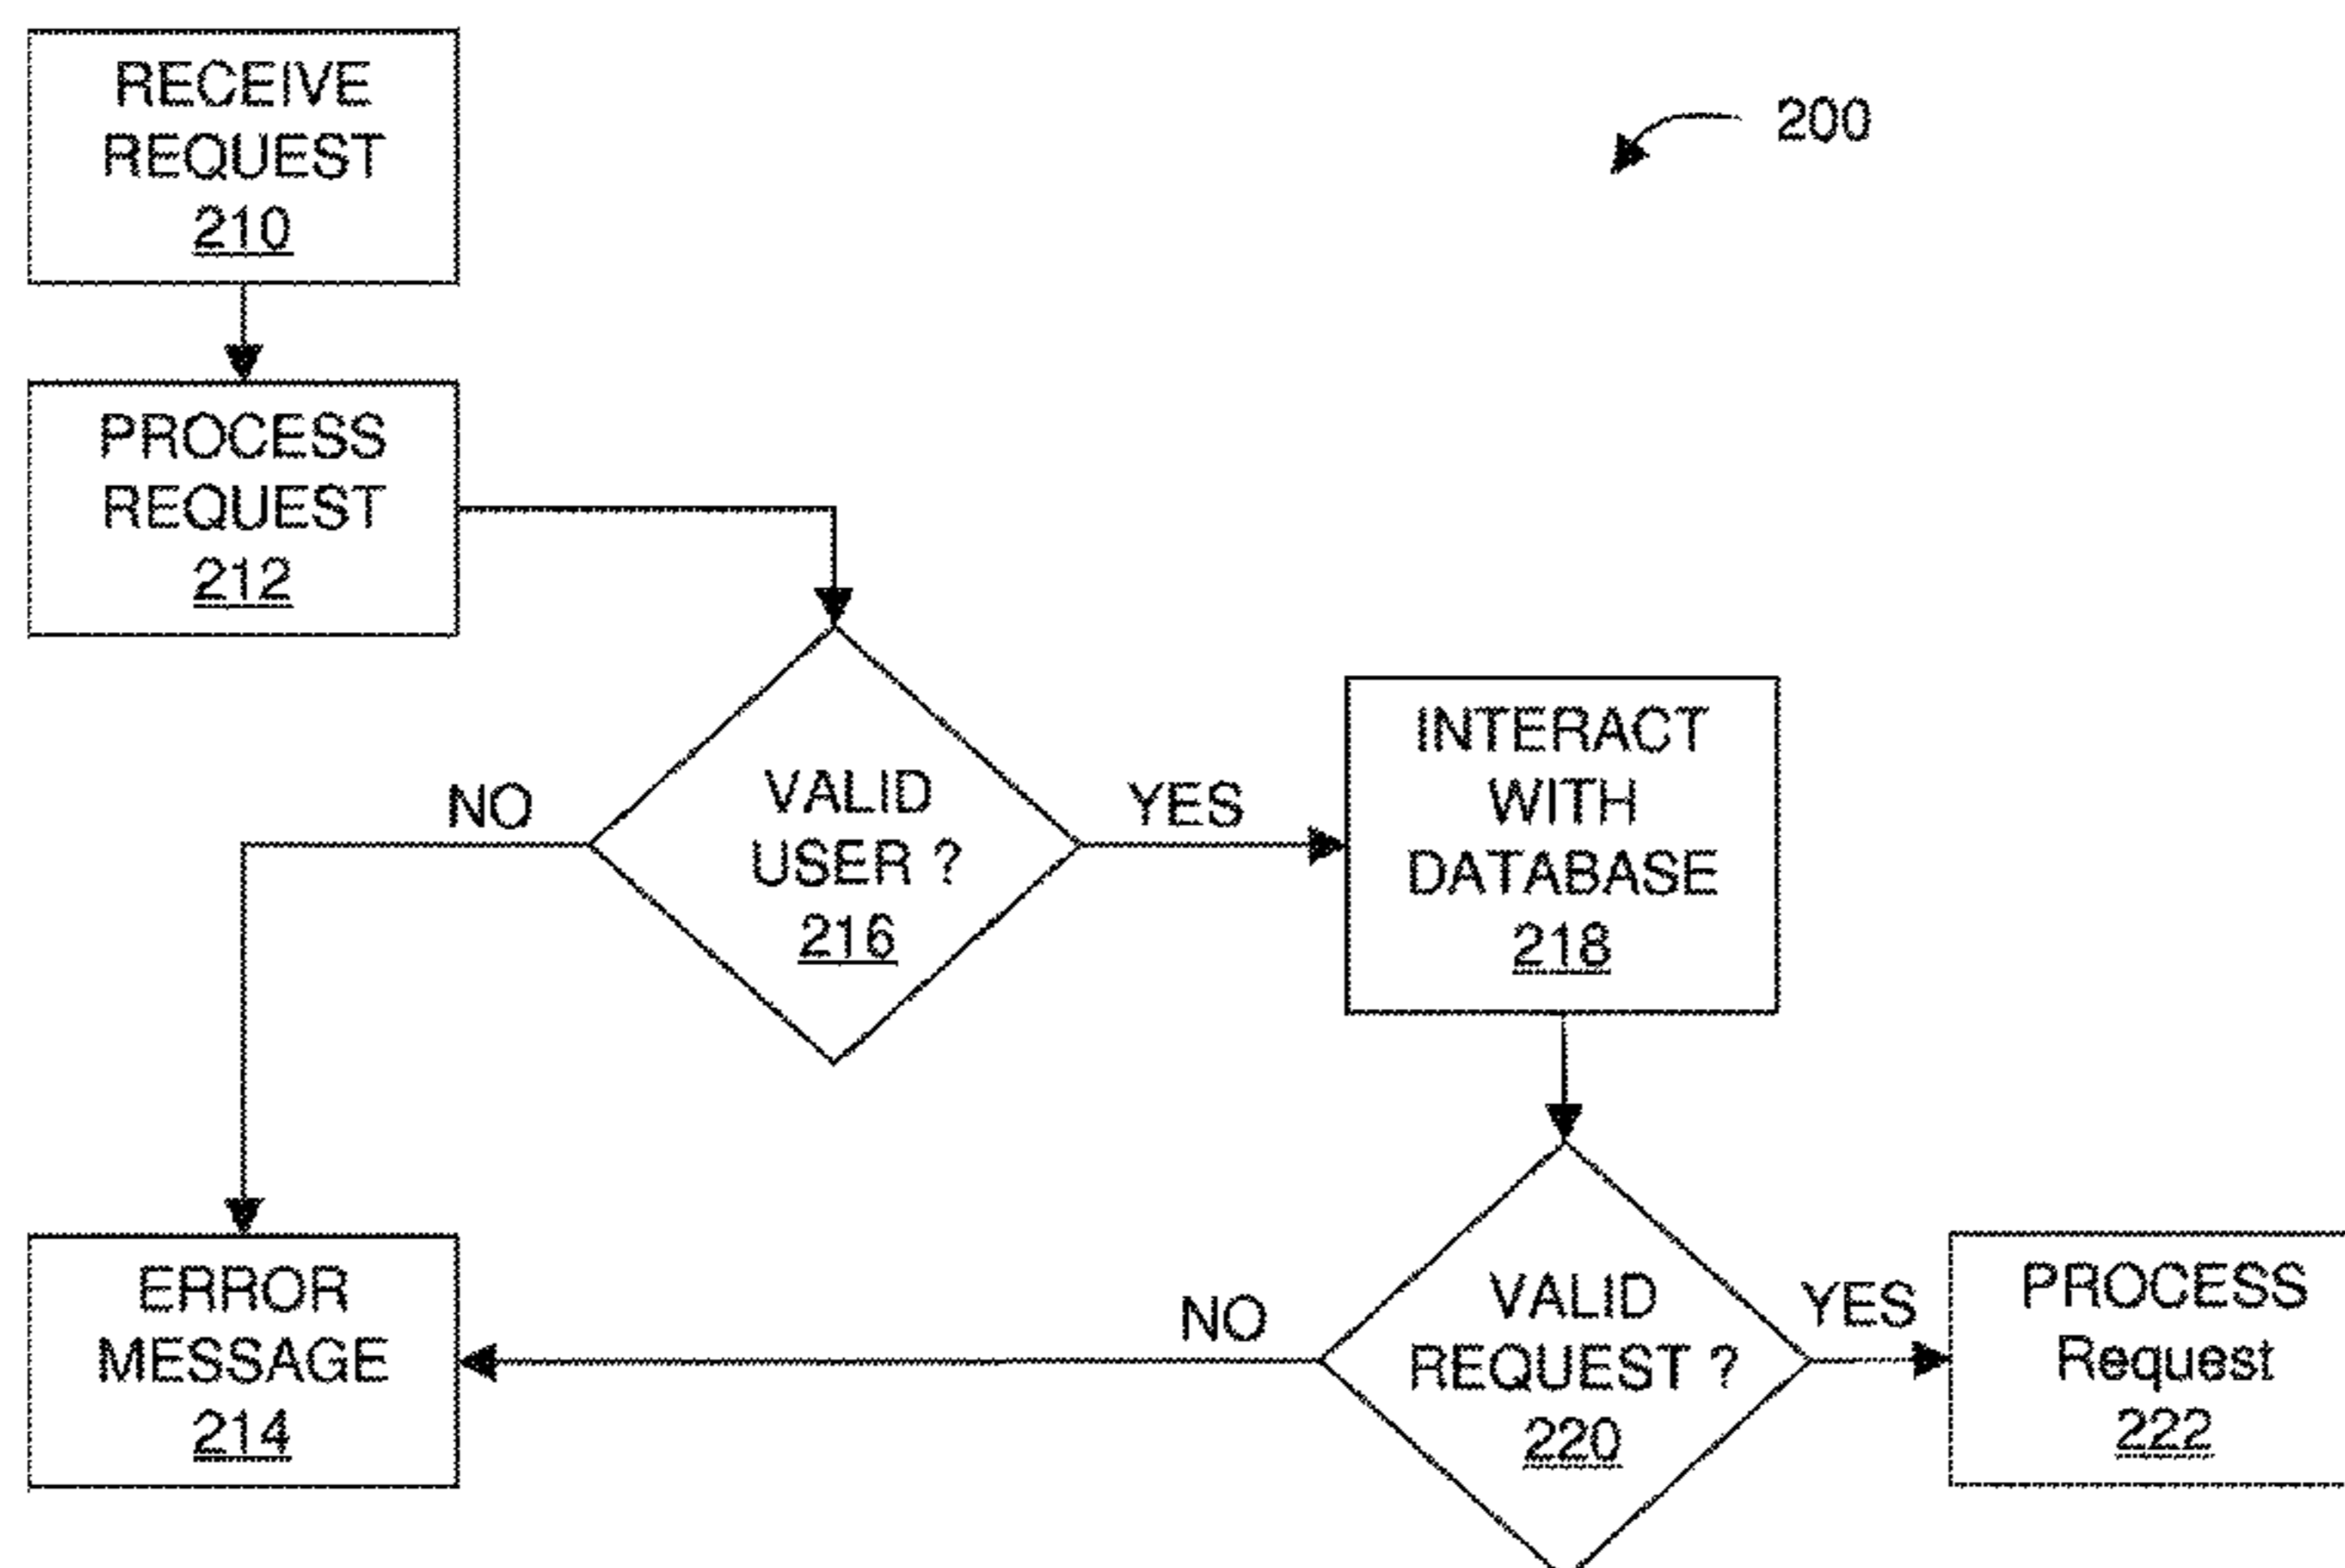 RECEIVE
REQUEST
210
200
PROCESS
REQUEST
212
VALID
USER ?
216
NO
YES
INTERACT
WITH
DATABASE
218
ERROR
MESSAGE
214
NO
VALID
REQUEST ?
220
YES
PROCESS
Request
222